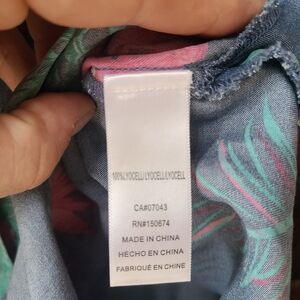 100%LYOCELL/LYOCELL/LYOCELL
CA#07043
RN#150674
MADE IN CHINA
HECHO EN CHINA
FABRIQUÉ EN CHINE